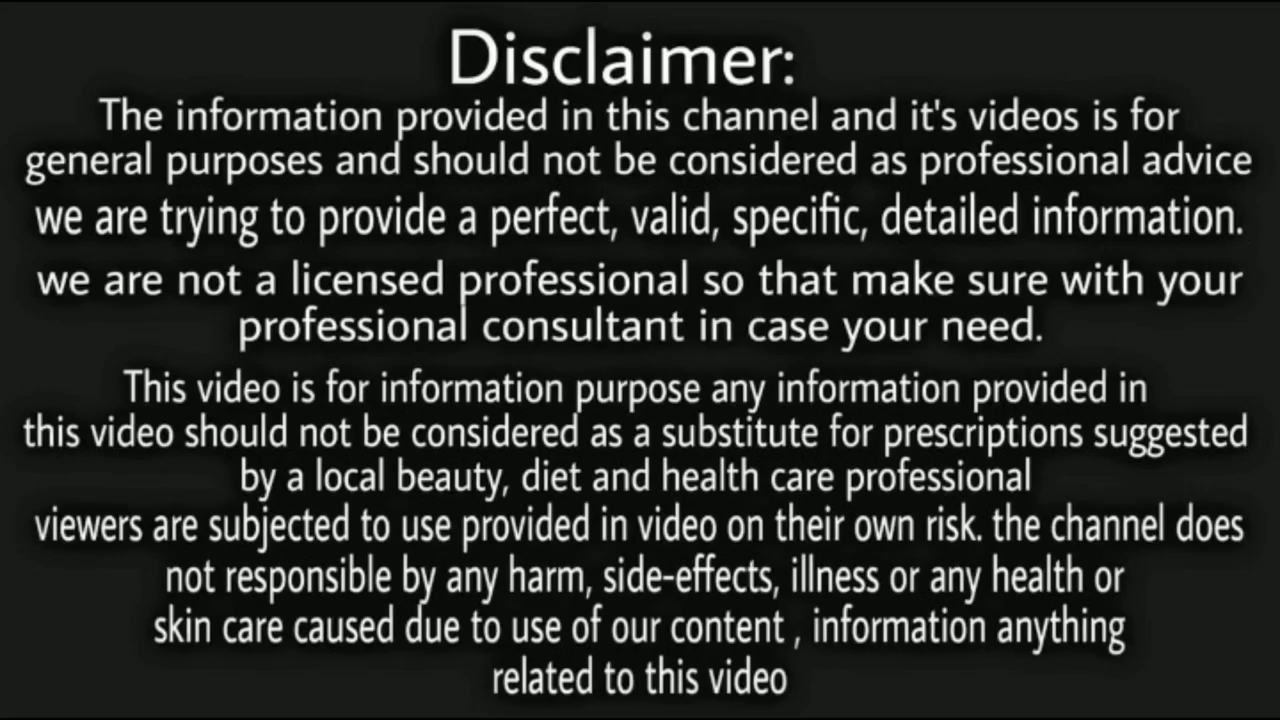 Disclaimer:
The information provided in this channel and it's videos is for
general purposes and should not be considered as professional advice
we are trying to provide a perfect, valid, specific, detailed information.
we are not a licensed professional so that make sure with your
professional consultant in case your need.
This video is for information purpose any information provided in
this video should not be considered as a substitute for prescriptions suggested
by a local beauty, diet and health care professional
viewers are subjected to use provided in video on their own risk. the channel does
not responsible by any harm, side-effects, illness or any health or
skin care caused due to use of our content , information anything
related to this video